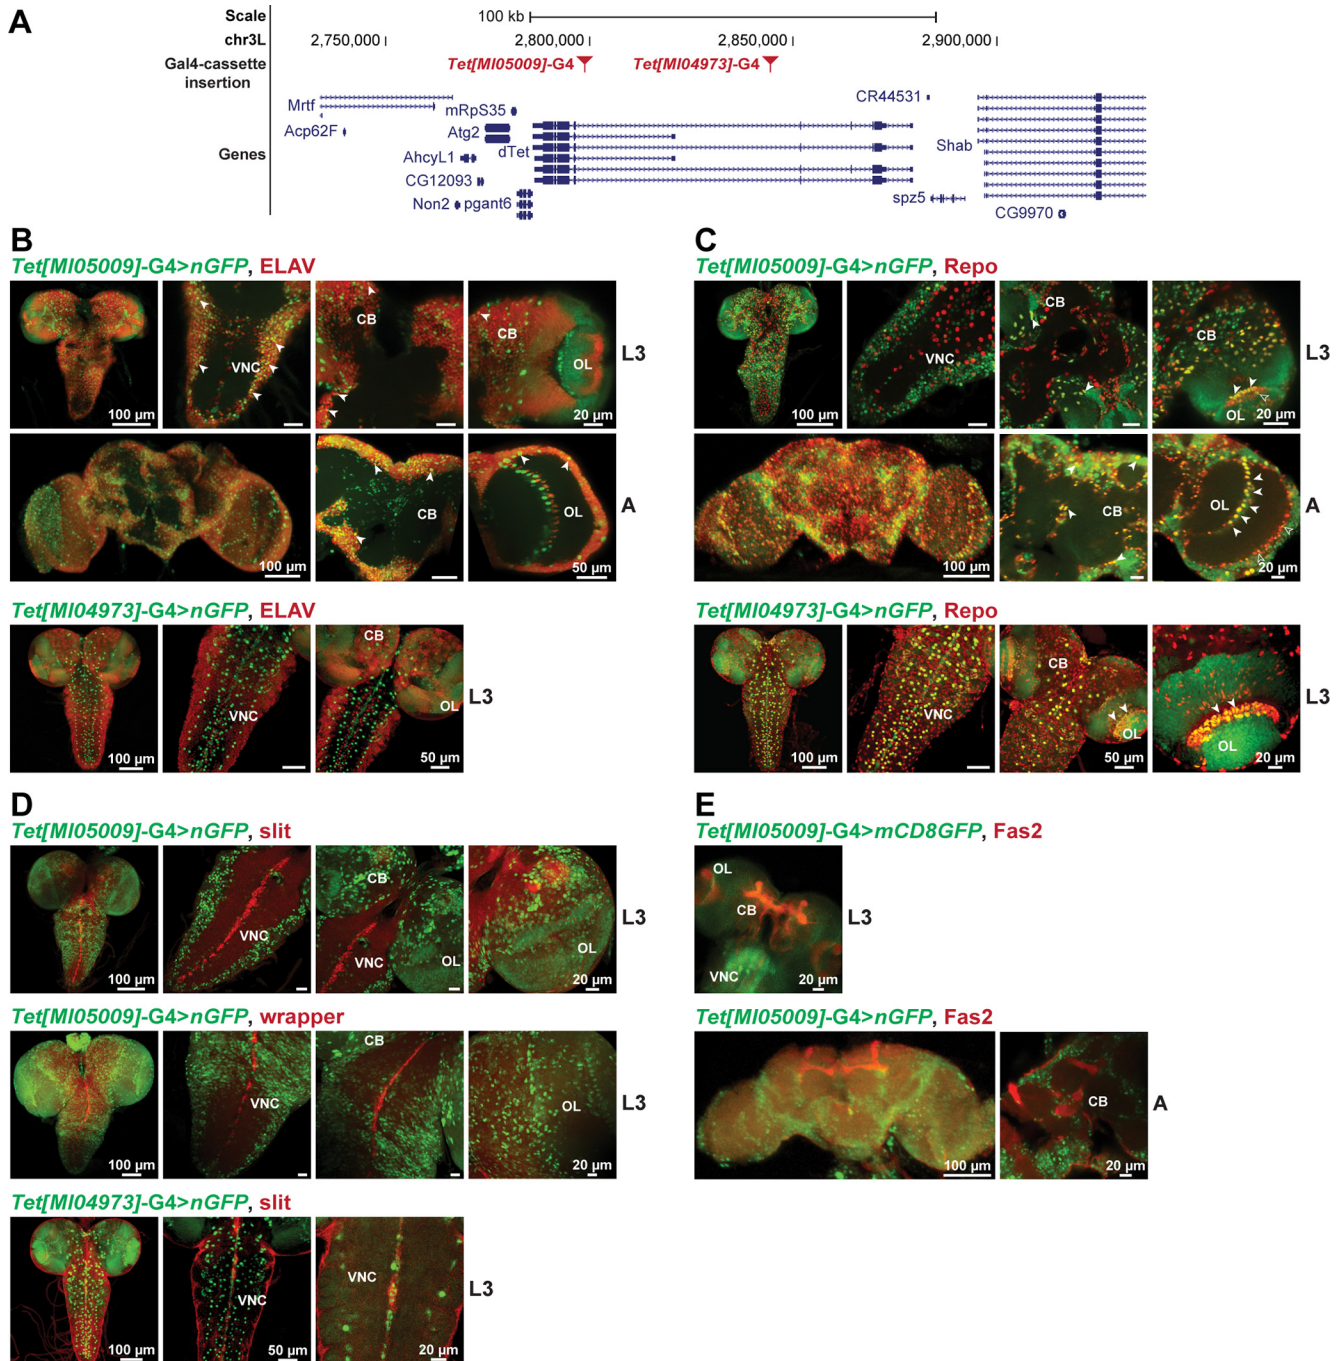 A
Scale
100 kb
chr3L
2,750,000
2,800,000
2,850,000
2,900,000
Gal4-cassette
insertion
Tet[MI05009]-G4
Tet[MI04973]-G4
Genes
Mrtf
Acp62F
mRpS35
Atg2
dTet
AhcyL1
CG12093
Non2
pgant6
CR44531
Shab
spz5
CG9970
B
Tet[MI05009]-G4>nGFP, ELAV
100 µm
VNC
CB
CB
OL
20 µm
L3
100 µm
CB
OL
50 µm
A
Tet[MI04973]-G4>nGFP, ELAV
100 µm
VNC
CB
OL
50 µm
L3
C
Tet[MI05009]-G4>nGFP, Repo
100 µm
VNC
CB
CB
OL
20 µm
L3
100 µm
CB
OL
20 µm
A
Tet[MI04973]-G4>nGFP, Repo
100 µm
VNC
CB
OL
50 µm
OL
20 µm
L3
D
Tet[MI05009]-G4>nGFP, slit
100 µm
VNC
CB
VNC
OL
OL
20 µm
L3
Tet[MI05009]-G4>nGFP, wrapper
100 µm
VNC
CB
OL
20 µm
L3
Tet[MI04973]-G4>nGFP, slit
100 µm
VNC
50 µm
VNC
20 µm
L3
E
Tet[MI05009]-G4>mCD8GFP, Fas2
OL
CB
VNC
20 µm
L3
Tet[MI05009]-G4>nGFP, Fas2
100 µm
CB
20 µm
A